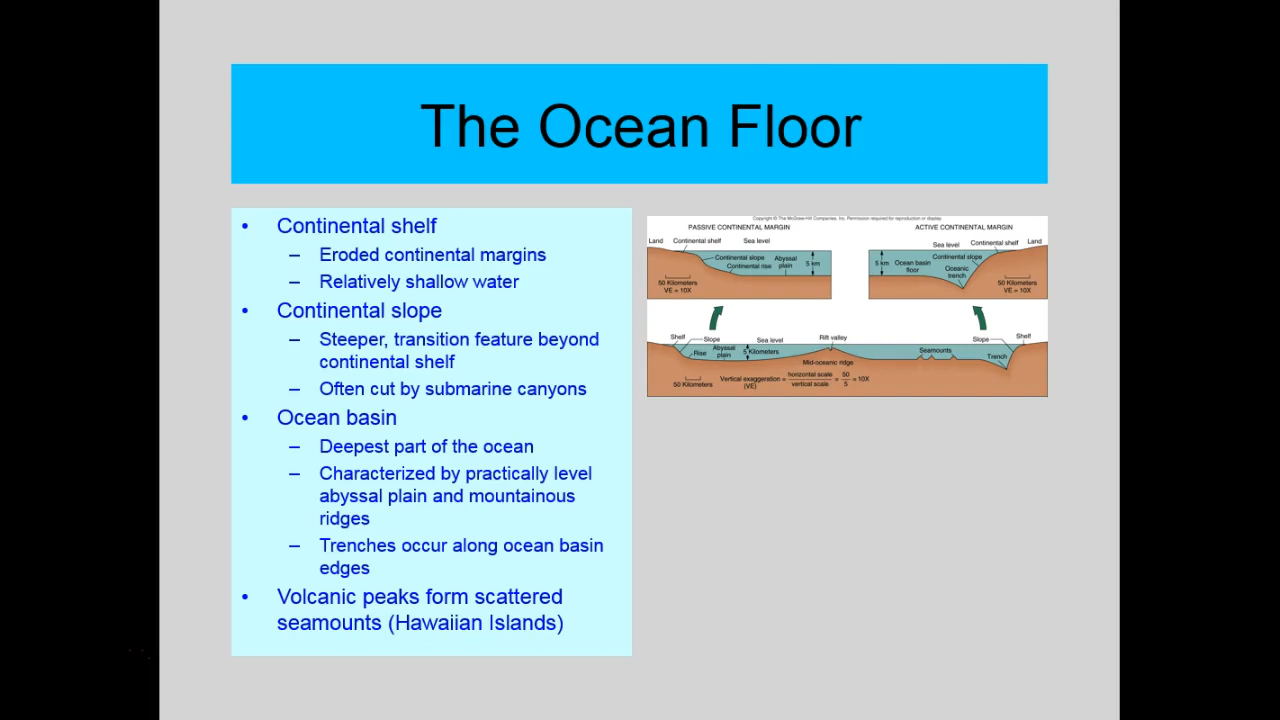 The Ocean Floor
• Continental shelf
– Eroded continental margins
– Relatively shallow water
• Continental slope
– Steeper, transition feature beyond
continental shelf
– Often cut by submarine canyons
• Ocean basin
– Deepest part of the ocean
– Characterized by practically level
abyssal plain and mountainous
ridges
– Trenches occur along ocean basin
edges
• Volcanic peaks form scattered
seamounts (Hawaiian Islands)
Copyright © The McGraw-Hill Companies, Inc. Permission required for reproduction or display.
PASSIVE CONTINENTAL MARGIN
Land Continental shelf Sea level
Continental slope
Continental rise
Abyssal
plain
5 km
50 Kilometers
VE = 10X
ACTIVE CONTINENTAL MARGIN
Sea level Continental shelf Land
5 km
Ocean basin
floor
Continental slope
Oceanic
trench
50 Kilometers
VE = 10X
Shelf
Slope
Rise
Abyssal
plain
Sea level
5 Kilometers
Rift valley
Mid-oceanic ridge
Seamounts
Slope
Shelf
Trench
50 Kilometers
Vertical exaggeration = horizontal scale / vertical scale = 50 / 5 = 10X
(VE)